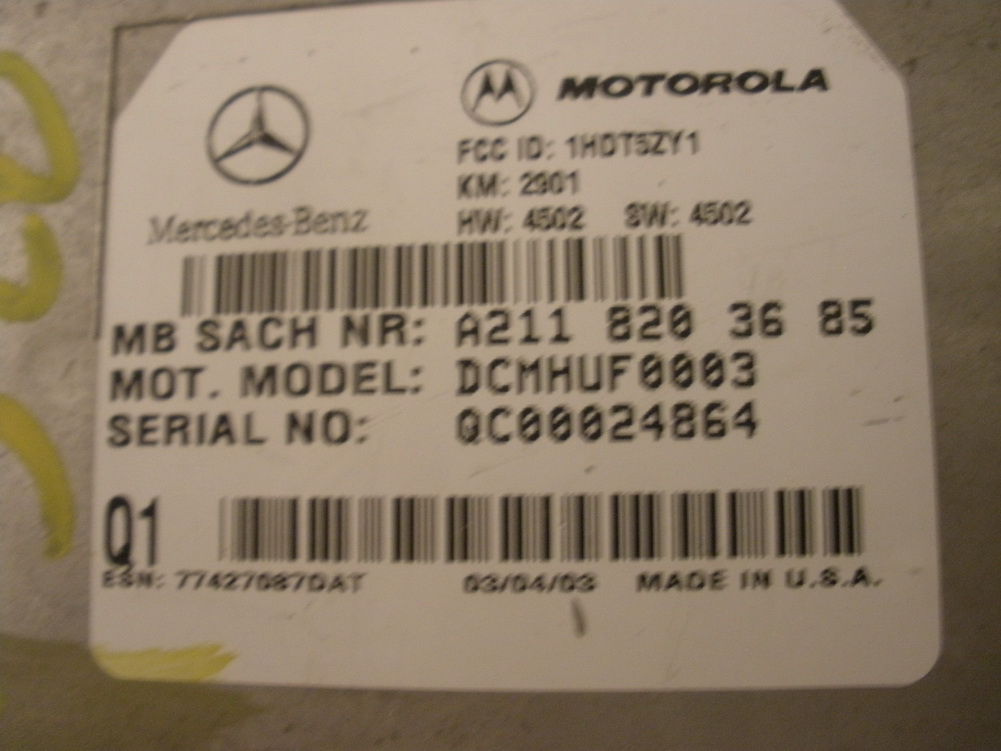 MOTOROLA
FCC ID: 1HDT5ZY1
KM: 2901
Mercedes-Benz
HW: 4502 SW: 4502
MB SACH NR: A211 820 36 85
MOT. MODEL: DCMHUF0003
SERIAL NO: QC00024864
Q1
ESN: 77427087DAT 03/04/03 MADE IN U.S.A.